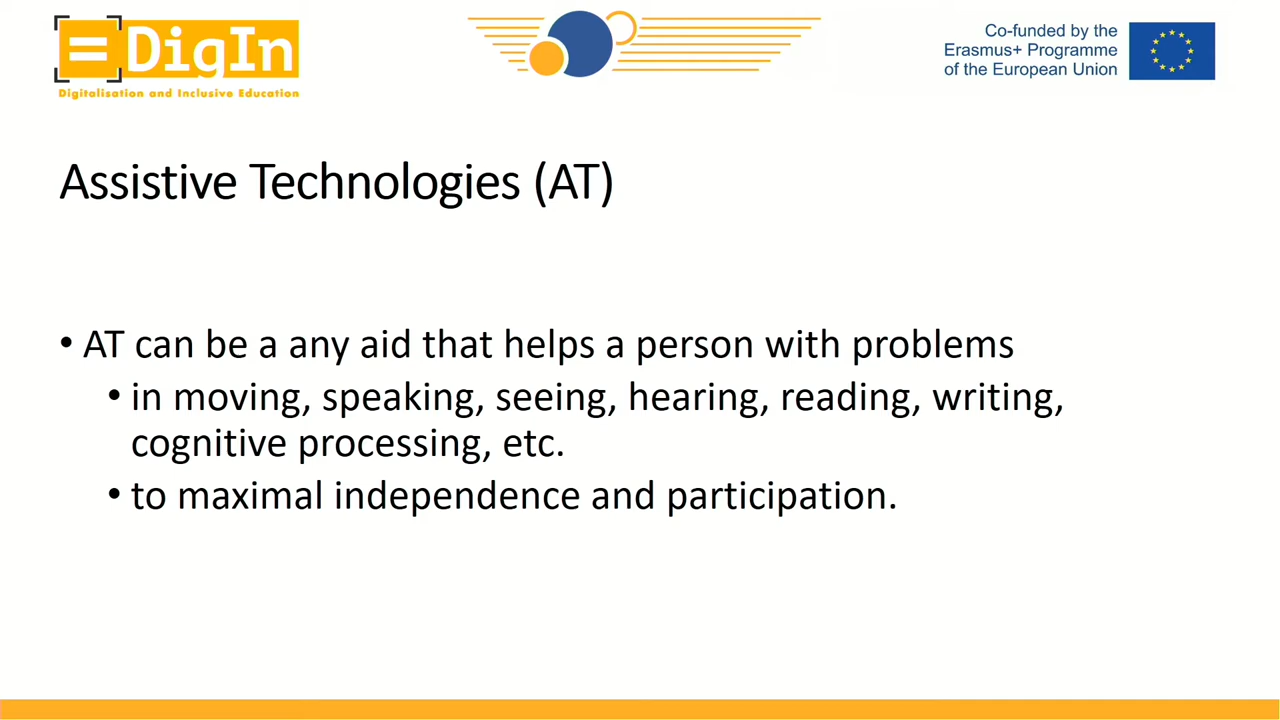 =DigIn
Digitalisation and Inclusive Education
Co-funded by the
Erasmus+ Programme
of the European Union
Assistive Technologies (AT)
• AT can be a any aid that helps a person with problems
• in moving, speaking, seeing, hearing, reading, writing,
cognitive processing, etc.
• to maximal independence and participation.